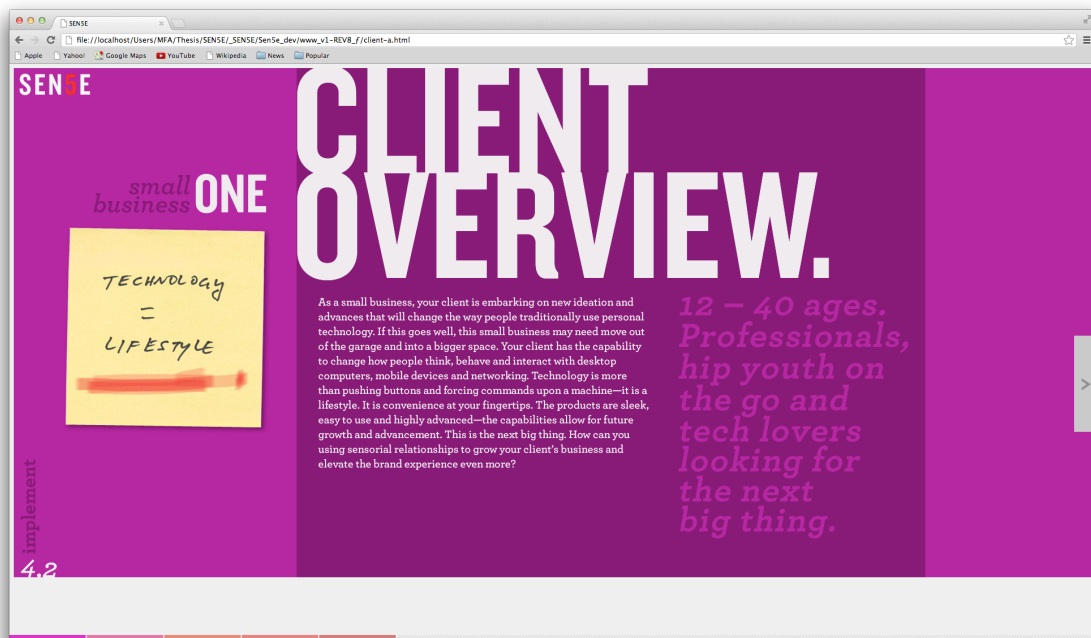 SEN5E
file://localhost/Users/MFA/Thesis/SEN5E/_SEN5E/Sen5e_dev/www_v1-REV8_f/client-a.html
Apple Yahoo! Google Maps YouTube Wikipedia News Popular
SEN5E
small
business ONE
TECHNOLOGY
=
LIFESTYLE
implement
4.2
CLIENT
OVERVIEW.
As a small business, your client is embarking on new ideation and
advances that will change the way people traditionally use personal
technology. If this goes well, this small business may need move out
of the garage and into a bigger space. Your client has the capability
to change how people think, behave and interact with desktop
computers, mobile devices and networking. Technology is more
than pushing buttons and forcing commands upon a machine—it is a
lifestyle. It is convenience at your fingertips. The products are sleek,
easy to use and highly advanced—the capabilities allow for future
growth and advancement. This is the next big thing. How can you
using sensorial relationships to grow your client's business and
elevate the brand experience even more?
12 – 40 ages.
Professionals,
hip youth on
the go and
tech lovers
looking for
the next
big thing.